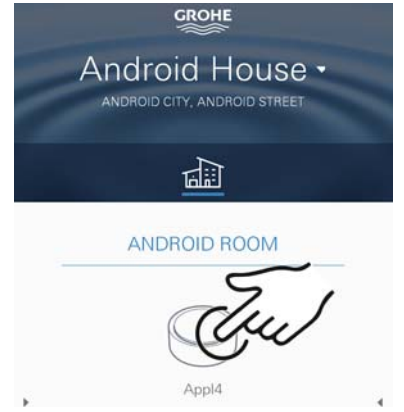 GROHE
Android House
ANDROID CITY, ANDROID STREET
ANDROID ROOM
Appl4